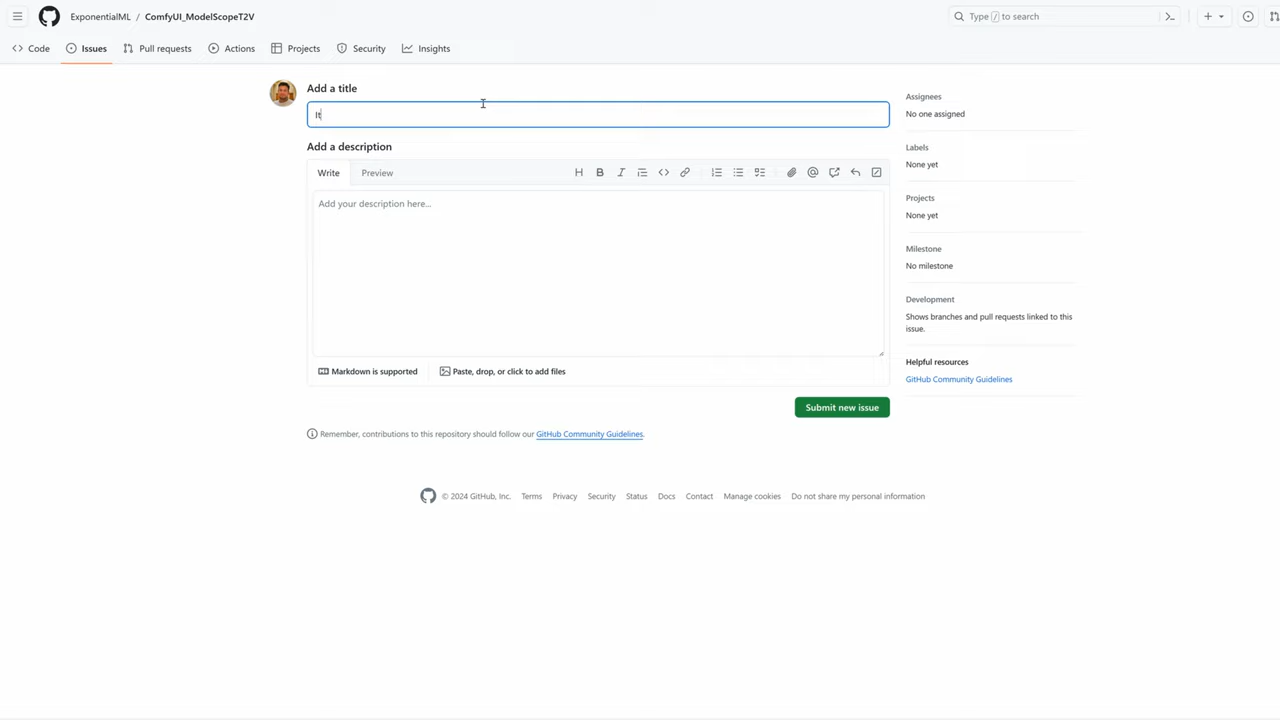 ExponentialML / ComfyUI_ModelScopeT2V
Type / to search
Code Issues Pull requests Actions Projects Security Insights
Add a title
It
Add a description
Write Preview
Add your description here...
Markdown is supported
Paste, drop, or click to add files
Submit new issue
Remember, contributions to this repository should follow our GitHub Community Guidelines.
Assignees
No one assigned
Labels
None yet
Projects
None yet
Milestone
No milestone
Development
Shows branches and pull requests linked to this
issue.
Helpful resources
GitHub Community Guidelines
© 2024 GitHub, Inc. Terms Privacy Security Status Docs Contact Manage cookies Do not share my personal information